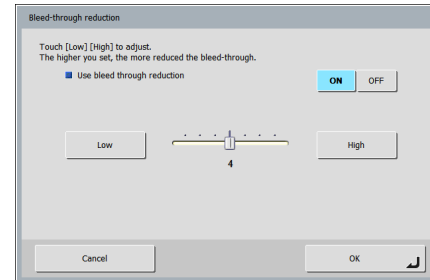 Bleed-through reduction
Touch [Low] [High] to adjust.
The higher you set, the more reduced the bleed-through.
Use bleed through reduction
ON OFF
Low
High
4
Cancel
OK